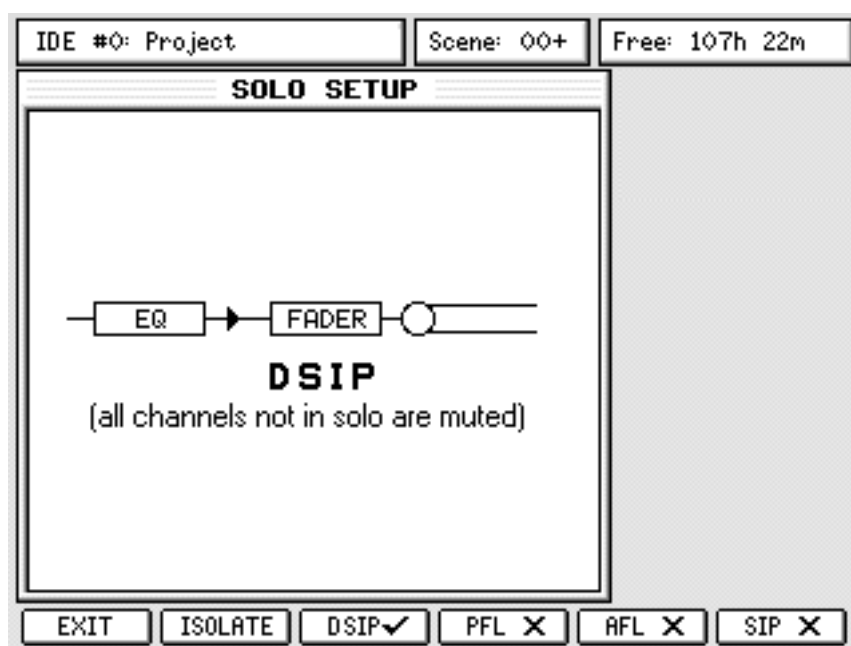 IDE #0: Project
Scene: 00+
Free: 107h 22m
SOLO SETUP
EQ
FADER
DSIP
(all channels not in solo are muted)
EXIT
ISOLATE
DSIP✓
PFL X
AFL X
SIP X